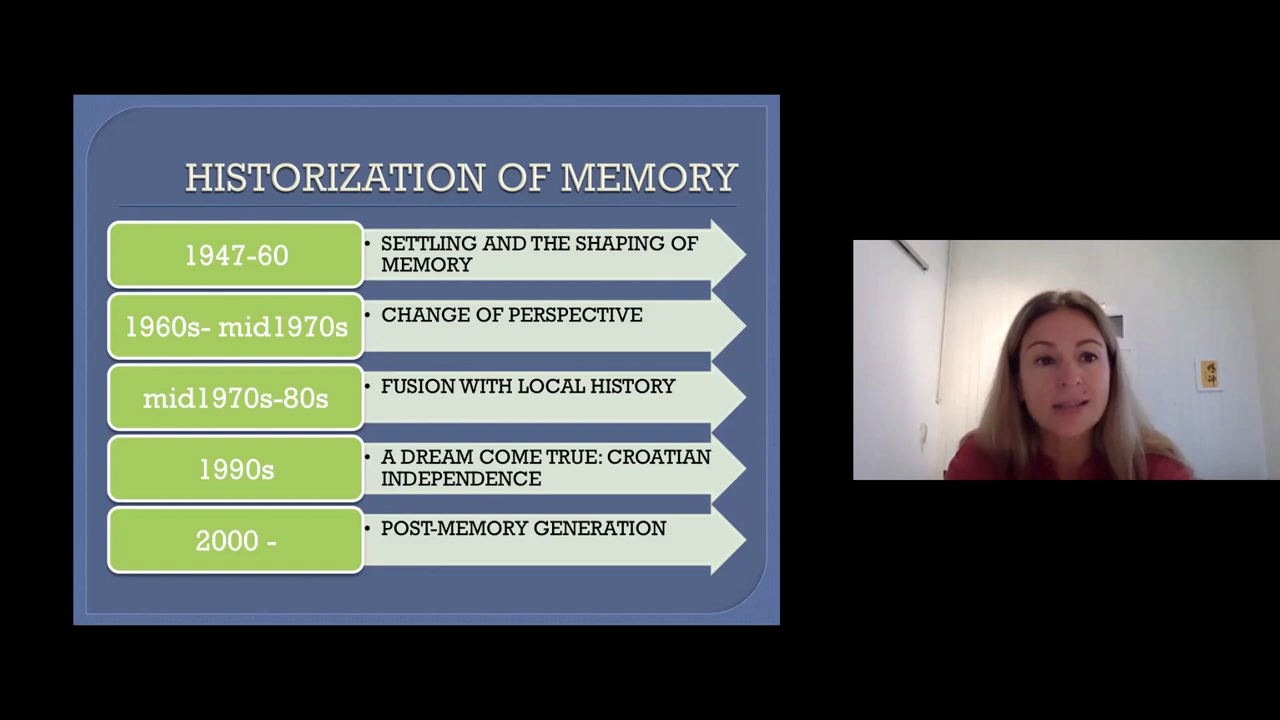 HISTORIZATION OF MEMORY
1947-60
• SETTLING AND THE SHAPING OF
MEMORY
1960s- mid1970s
• CHANGE OF PERSPECTIVE
mid1970s-80s
• FUSION WITH LOCAL HISTORY
1990s
• A DREAM COME TRUE: CROATIAN
INDEPENDENCE
2000 -
• POST-MEMORY GENERATION